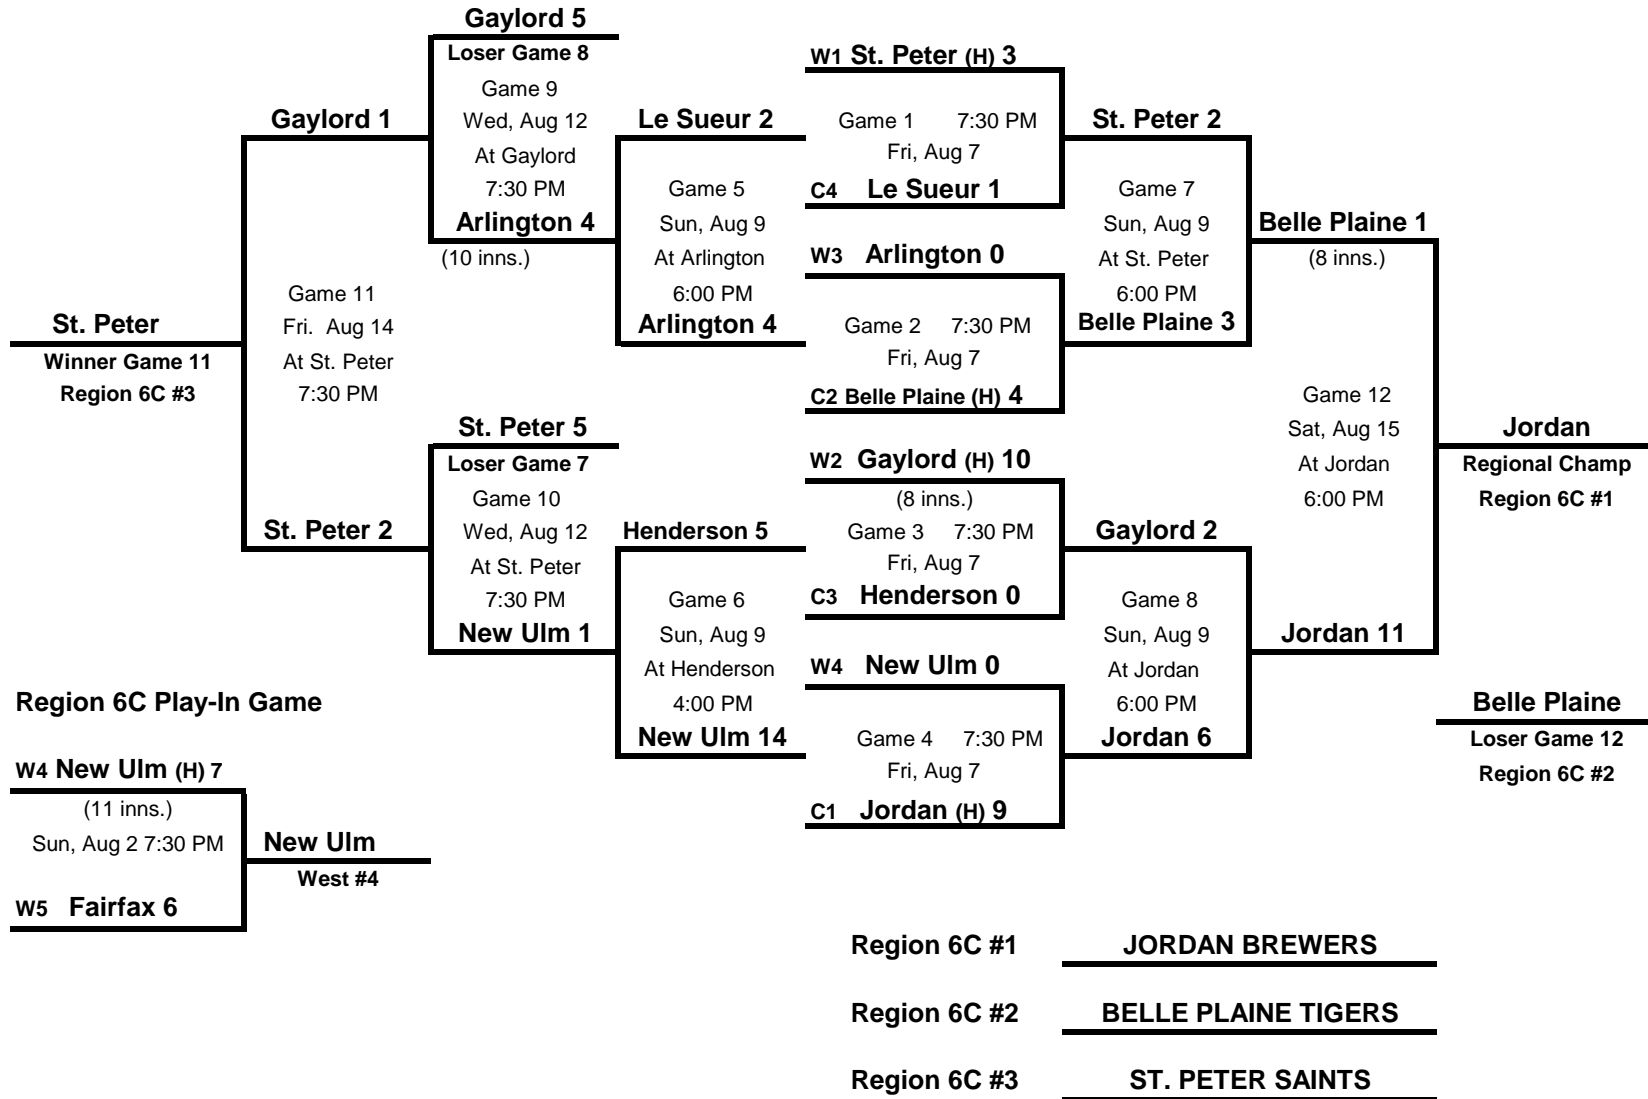 Gaylord 5
Loser Game 8
Game 9
Wed, Aug 12
At Gaylord
7:30 PM
Arlington 4
(10 inns.)
Gaylord 1
Game 11
Fri. Aug 14
At St. Peter
7:30 PM
St. Peter
Winner Game 11
Region 6C #3
St. Peter 5
Loser Game 7
Game 10
Wed, Aug 12
At St. Peter
7:30 PM
New Ulm 1
St. Peter 2
Le Sueur 2
Game 5
Sun, Aug 9
At Arlington
6:00 PM
Arlington 4
Henderson 5
Game 6
Sun, Aug 9
At Henderson
4:00 PM
New Ulm 14
W1 St. Peter (H) 3
Game 1 7:30 PM
Fri, Aug 7
C4 Le Sueur 1
W3 Arlington 0
Game 2 7:30 PM
Fri, Aug 7
C2 Belle Plaine (H) 4
W2 Gaylord (H) 10
(8 inns.)
Game 3 7:30 PM
Fri, Aug 7
C3 Henderson 0
W4 New Ulm 0
Game 4 7:30 PM
Fri, Aug 7
C1 Jordan (H) 9
St. Peter 2
Game 7
Sun, Aug 9
At St. Peter
6:00 PM
Belle Plaine 3
Gaylord 2
Game 8
Sun, Aug 9
At Jordan
6:00 PM
Jordan 6
Belle Plaine 1
(8 inns.)
Game 12
Sat, Aug 15
At Jordan
6:00 PM
Jordan 11
Jordan
Regional Champ
Region 6C #1
Belle Plaine
Loser Game 12
Region 6C #2
Region 6C Play-In Game
W4 New Ulm (H) 7
(11 inns.)
Sun, Aug 2 7:30 PM
W5 Fairfax 6
New Ulm
West #4
Region 6C #1 JORDAN BREWERS
Region 6C #2 BELLE PLAINE TIGERS
Region 6C #3 ST. PETER SAINTS